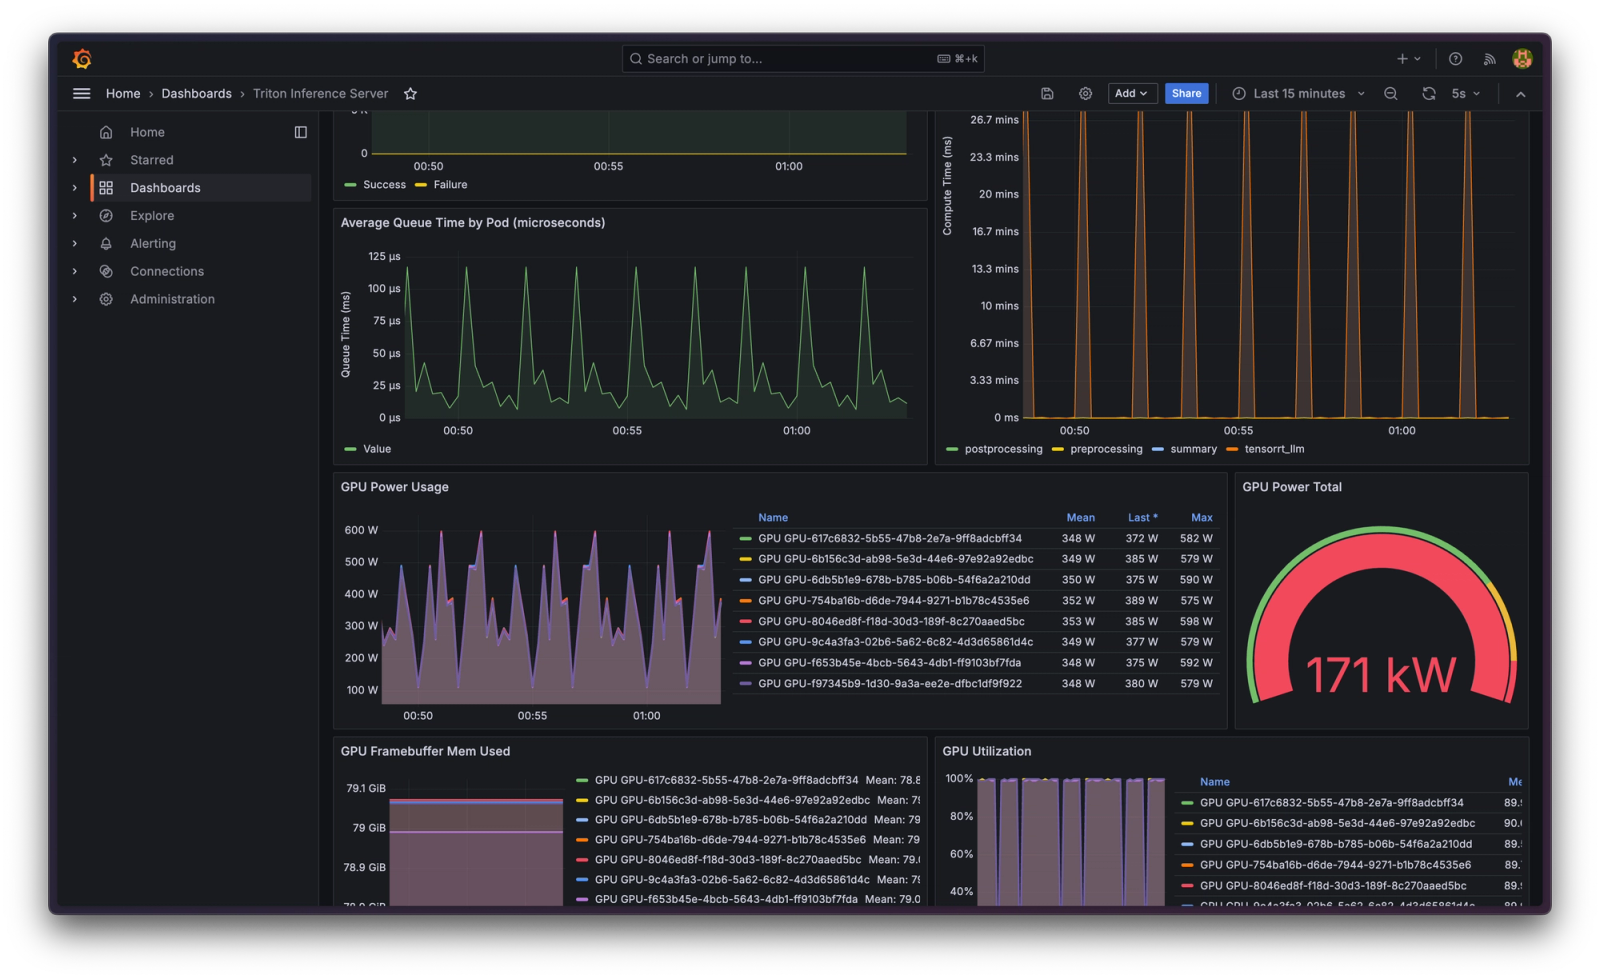 Search or jump to... ⌘+k
Home › Dashboards › Triton Inference Server
Add
Share
Last 15 minutes
5s
Home
Starred
Dashboards
Explore
Alerting
Connections
Administration
0
00:50 00:55 01:00
Success Failure
Average Queue Time by Pod (microseconds)
Queue Time (ms)
125 µs
100 µs
75 µs
50 µs
25 µs
0 µs
00:50 00:55 01:00
Value
Compute Time (ms)
26.7 mins
23.3 mins
20 mins
16.7 mins
13.3 mins
10 mins
6.67 mins
3.33 mins
0 ms
00:50 00:55 01:00
postprocessing preprocessing summary tensorrt_llm
GPU Power Usage
600 W
500 W
400 W
300 W
200 W
100 W
00:50 00:55 01:00
Name Mean Last * Max
GPU GPU-617c6832-5b55-47b8-2e7a-9ff8adcbff34 348 W 372 W 582 W
GPU GPU-6b156c3d-ab98-5e3d-44e6-97e92a92edbc 349 W 385 W 579 W
GPU GPU-6db5b1e9-678b-b785-b06b-54f6a2a210dd 350 W 375 W 590 W
GPU GPU-754ba16b-d6de-7944-9271-b1b78c4535e6 352 W 389 W 575 W
GPU GPU-8046ed8f-f18d-30d3-189f-8c270aaed5bc 353 W 385 W 598 W
GPU GPU-9c4a3fa3-02b6-5a62-6c82-4d3d65861d4c 349 W 377 W 579 W
GPU GPU-f653b45e-4bcb-5643-4db1-ff9103bf7fda 348 W 375 W 592 W
GPU GPU-f97345b9-1d30-9a3a-ee2e-dfbc1df9f922 348 W 380 W 579 W
GPU Power Total
171 kW
GPU Framebuffer Mem Used
79.1 GiB
79 GiB
78.9 GiB
GPU GPU-617c6832-5b55-47b8-2e7a-9ff8adcbff34 Mean: 78.8
GPU GPU-6b156c3d-ab98-5e3d-44e6-97e92a92edbc Mean: 79
GPU GPU-6db5b1e9-678b-b785-b06b-54f6a2a210dd Mean: 79
GPU GPU-754ba16b-d6de-7944-9271-b1b78c4535e6 Mean: 79
GPU GPU-8046ed8f-f18d-30d3-189f-8c270aaed5bc Mean: 79.0
GPU GPU-9c4a3fa3-02b6-5a62-6c82-4d3d65861d4c Mean: 79
GPU GPU-f653b45e-4bcb-5643-4db1-ff9103bf7fda Mean: 79.0
GPU Utilization
100%
80%
60%
40%
Name Me
GPU GPU-617c6832-5b55-47b8-2e7a-9ff8adcbff34 89.
GPU GPU-6b156c3d-ab98-5e3d-44e6-97e92a92edbc 90.
GPU GPU-6db5b1e9-678b-b785-b06b-54f6a2a210dd 89.
GPU GPU-754ba16b-d6de-7944-9271-b1b78c4535e6 89.
GPU GPU-8046ed8f-f18d-30d3-189f-8c270aaed5bc 89.